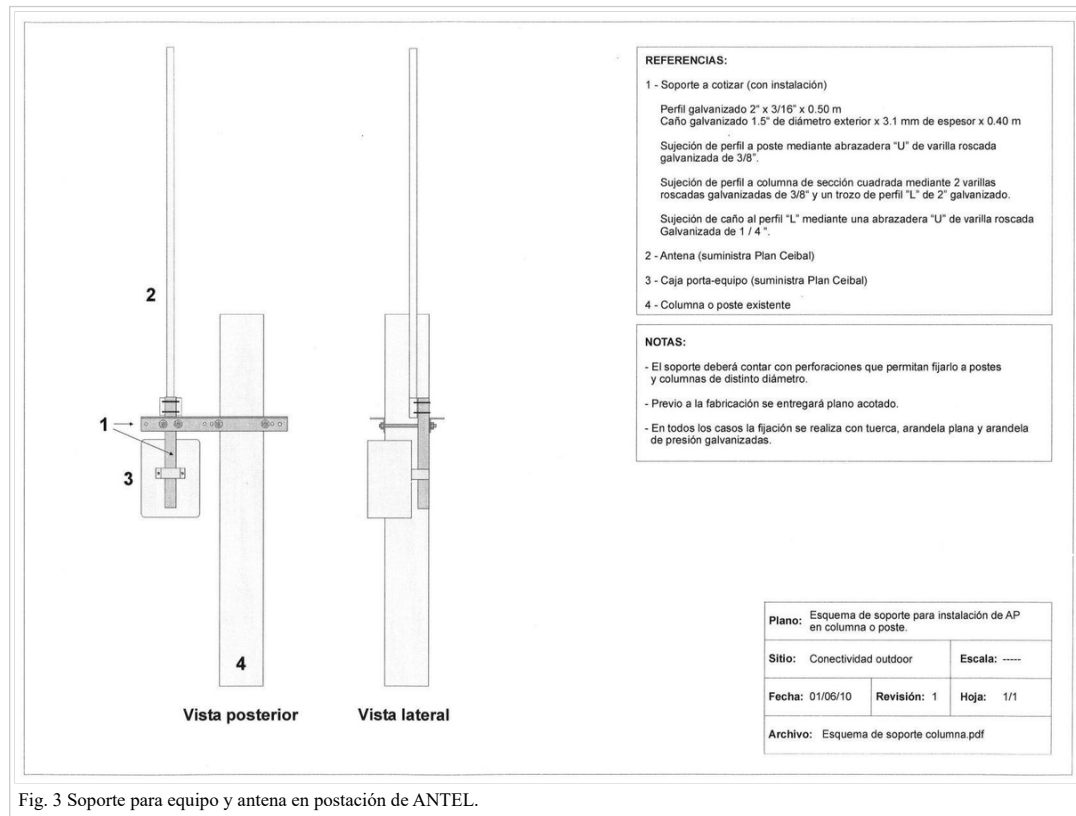 REFERENCIAS:
1 - Soporte a cotizar (con instalación)
Perfil galvanizado 2" x 3/16" x 0.50 m
Caño galvanizado 1.5" de diámetro exterior x 3.1 mm de espesor x 0.40 m
Sujeción de perfil a poste mediante abrazadera "U" de varilla roscada
galvanizada de 3/8".
Sujeción de perfil a columna de sección cuadrada mediante 2 varillas
roscadas galvanizadas de 3/8" y un trozo de perfil "L" de 2" galvanizado.
Sujeción de caño al perfil "L" mediante una abrazadera "U" de varilla roscada
Galvanizada de 1 / 4 ".
2 - Antena (suministra Plan Ceibal)
3 - Caja porta-equipo (suministra Plan Ceibal)
4 - Columna o poste existente
NOTAS:
- El soporte deberá contar con perforaciones que permitan fijarlo a postes
y columnas de distinto diámetro.
- Previo a la fabricación se entregará plano acotado.
- En todos los casos la fijación se realiza con tuerca, arandela plana y arandela
de presión galvanizadas.
2
1
3
4
Vista posterior
Vista lateral
Plano: Esquema de soporte para instalación de AP
en columna o poste.
Sitio: Conectividad outdoor
Escala: -----
Fecha: 01/06/10
Revisión: 1
Hoja: 1/1
Archivo: Esquema de soporte columna.pdf
Fig. 3 Soporte para equipo y antena en postación de ANTEL.